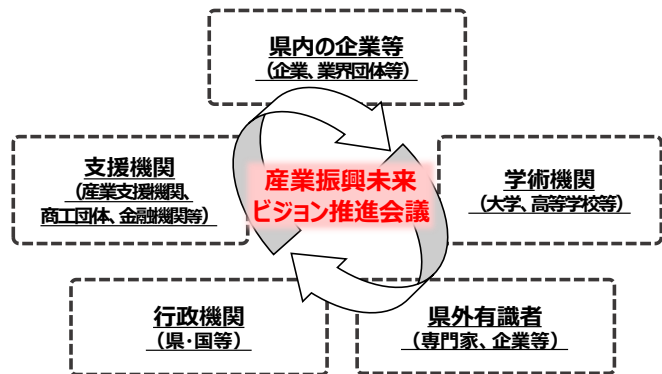 県内の企業等
(企業、業界団体等)
支援機関
(産業支援機関、
商工団体、金融機関等)
産業振興未来
ビジョン推進会議
学術機関
(大学、高等学校等)
行政機関
(県・国等)
県外有識者
(専門家、企業等)